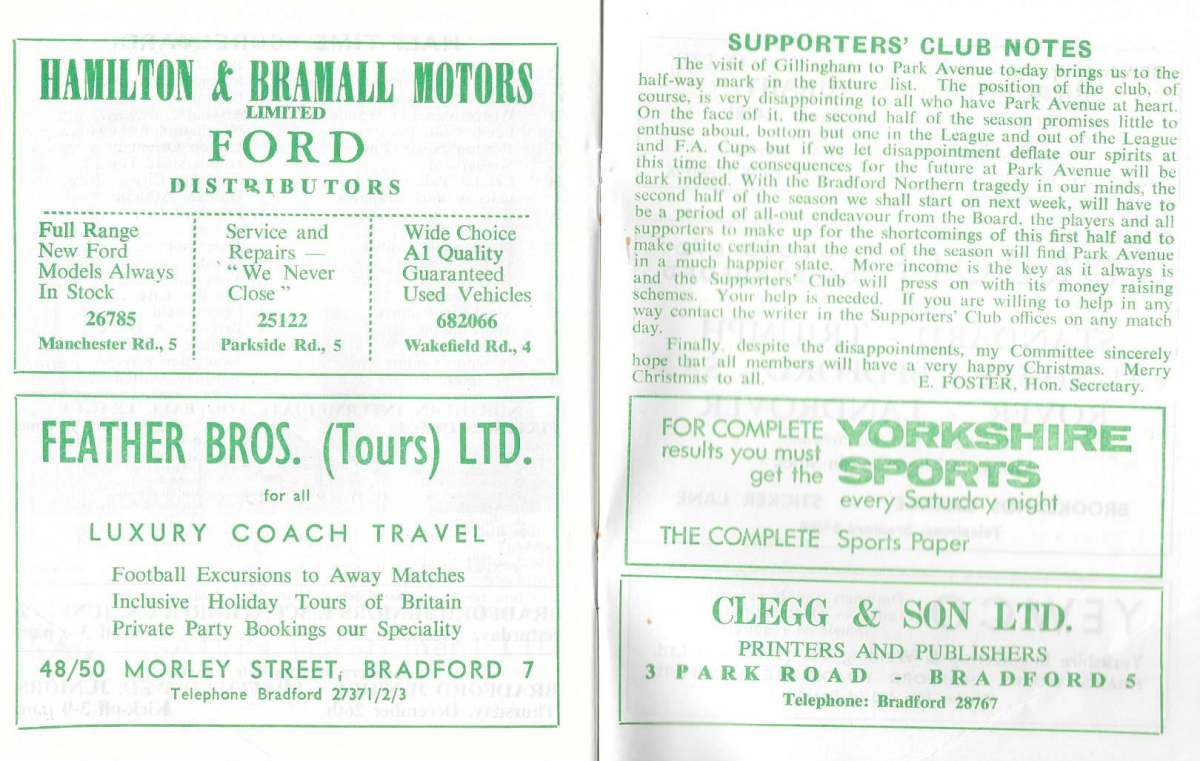 HAMILTON & BRAMALL MOTORS
LIMITED
FORD
DISTRIBUTORS
Full Range
New Ford
Models Always
In Stock
26785
Manchester Rd., 5
Service and
Repairs —
"We Never
Close"
25122
Parkside Rd., 5
Wide Choice
A1 Quality
Guaranteed
Used Vehicles
682066
Wakefield Rd., 4
FEATHER BROS. (Tours) LTD.
for all
LUXURY COACH TRAVEL
Football Excursions to Away Matches
Inclusive Holiday Tours of Britain
Private Party Bookings our Speciality
48/50 MORLEY STREET, BRADFORD 7
Telephone Bradford 27371/2/3
SUPPORTERS' CLUB NOTES
The visit of Gillingham to Park Avenue to-day brings us to the
half-way mark in the fixture list. The position of the club, of
course, is very disappointing to all who have Park Avenue at heart.
On the face of it, the second half of the season promises little to
enthuse about, bottom but one in the League and out of the League
and F.A. Cups but if we let disappointment deflate our spirits at
this time the consequences for the future at Park Avenue will be
dark indeed. With the Bradford Northern tragedy in our minds, the
second half of the season we shall start on next week, will have to
be a period of all-out endeavour from the Board, the players and all
supporters to make up for the shortcomings of this first half and to
make quite certain that the end of the season will find Park Avenue
in a much happier state. More income is the key as it always is
and the Supporters' Club will press on with its money raising
schemes. Your help is needed. If you are willing to help in any
way contact the writer in the Supporters' Club offices on any match
day.
Finally, despite the disappointments, my Committee sincerely
hope that all members will have a very happy Christmas. Merry
Christmas to all. E. FOSTER, Hon. Secretary.
FOR COMPLETE YORKSHIRE
results you must
get the SPORTS
every Saturday night
THE COMPLETE Sports Paper
CLEGG & SON LTD.
PRINTERS AND PUBLISHERS
3 PARK ROAD BRADFORD 5
Telephone: Bradford 28767